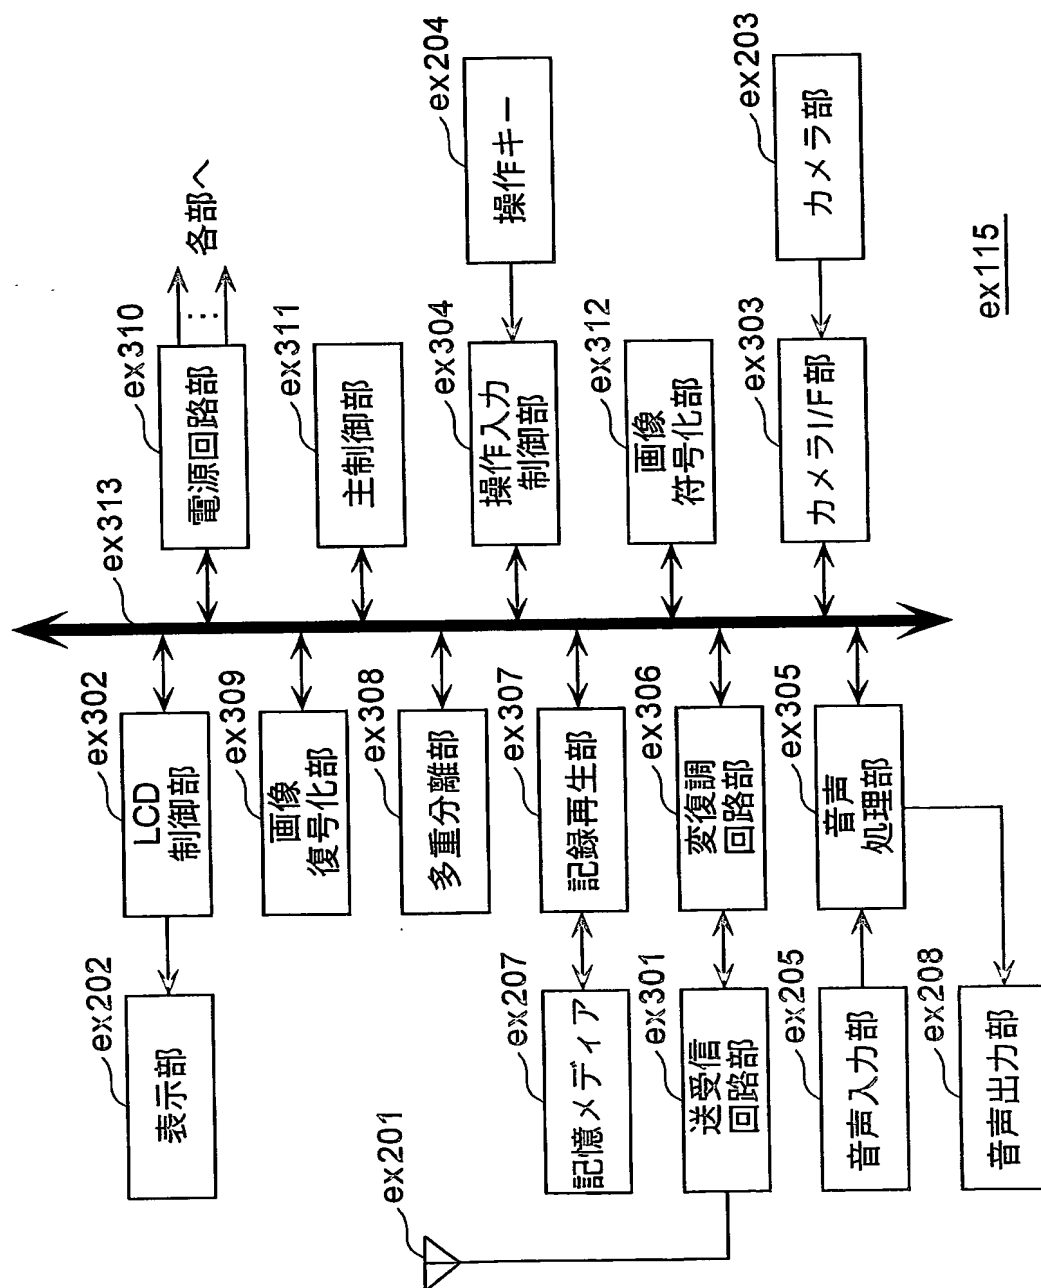 ex202
表示部
ex302
LCD
制御部
ex313
ex310
電源回路部
各部へ
ex309
画像
復号化部
ex311
主制御部
ex308
多重分離部
ex304
操作入力
制御部
ex204
操作キー
ex207
記憶メディア
ex307
記録再生部
ex312
画像
符号化部
ex201
ex301
送受信
回路部
ex306
変復調
回路部
ex303
カメラI/F部
ex203
カメラ部
ex205
音声入力部
ex305
音声
処理部
ex208
音声出力部
ex115